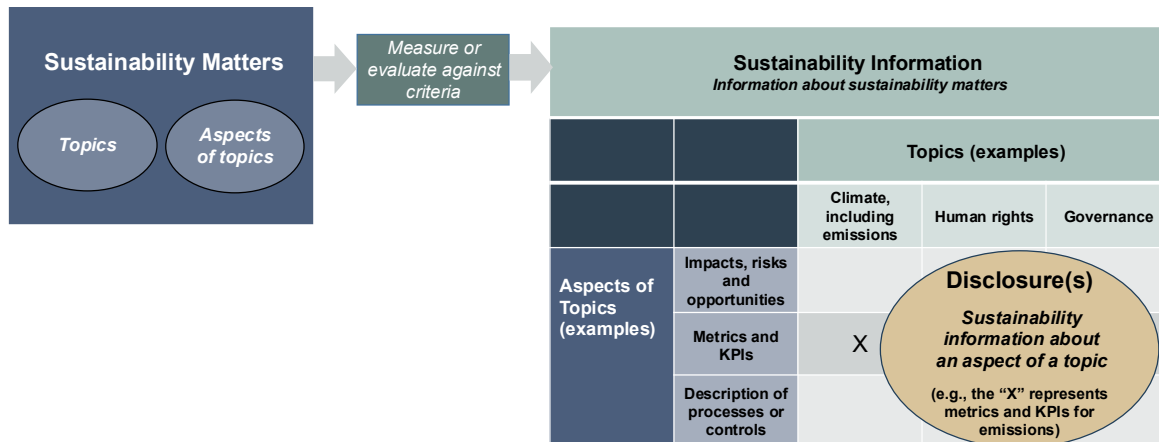 Sustainability Matters
Topics
Aspects
of topics
Measure or
evaluate against
criteria
Sustainability Information
Information about sustainability matters
Topics (examples)
Climate,
including
emissions
Human rights
Governance
Aspects of
Topics
(examples)
Impacts, risks
and
opportunities
Metrics and
KPIs
X
Description of
processes or
controls
Disclosure(s)
Sustainability
information about
an aspect of a topic
(e.g., the “X” represents
metrics and KPIs for
emissions)